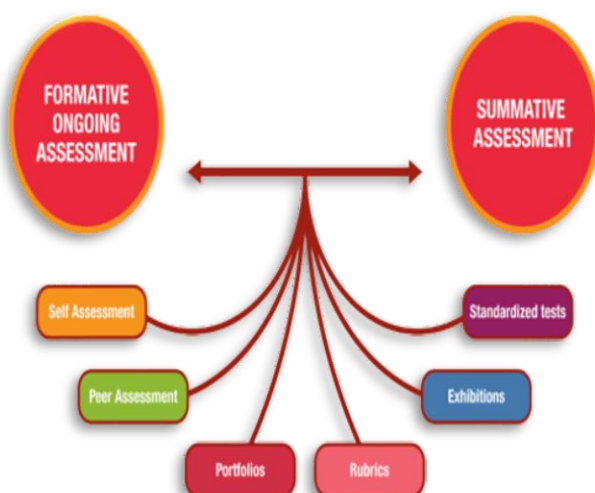 FORMATIVE
ONGOING
ASSESSMENT
SUMMATIVE
ASSESSMENT
Self Assessment
Standardized tests
Peer Assessment
Exhibitions
Portfolios
Rubrics